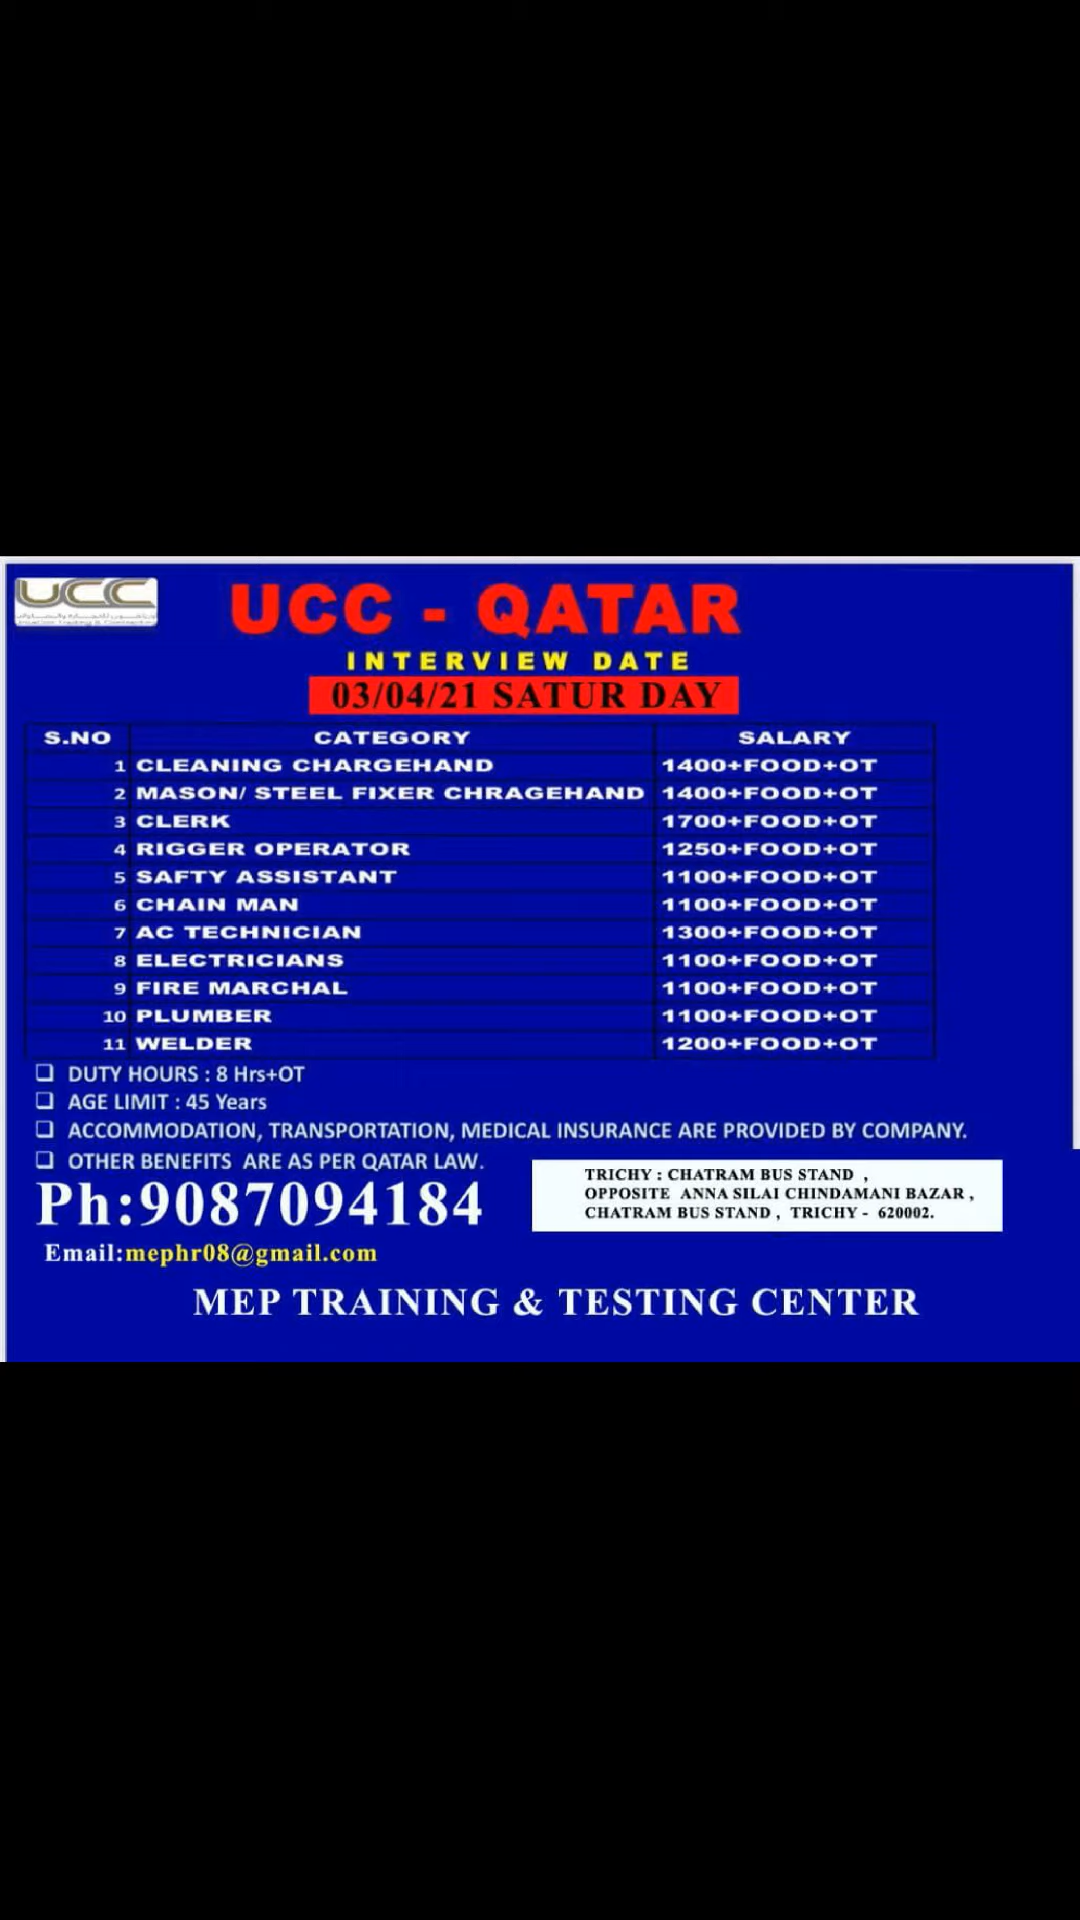 UCC
UCC - QATAR
INTERVIEW DATE
03/04/21 SATUR DAY
S.NO CATEGORY SALARY
1 CLEANING CHARGEHAND 1400+FOOD+OT
2 MASON/ STEEL FIXER CHRAGEHAND 1400+FOOD+OT
3 CLERK 1700+FOOD+OT
4 RIGGER OPERATOR 1250+FOOD+OT
5 SAFTY ASSISTANT 1100+FOOD+OT
6 CHAIN MAN 1100+FOOD+OT
7 AC TECHNICIAN 1300+FOOD+OT
8 ELECTRICIANS 1100+FOOD+OT
9 FIRE MARCHAL 1100+FOOD+OT
10 PLUMBER 1100+FOOD+OT
11 WELDER 1200+FOOD+OT
❑ DUTY HOURS : 8 Hrs+OT
❑ AGE LIMIT : 45 Years
❑ ACCOMMODATION, TRANSPORTATION, MEDICAL INSURANCE ARE PROVIDED BY COMPANY.
❑ OTHER BENEFITS ARE AS PER QATAR LAW.
Ph:9087094184
Email:mephr08@gmail.com
TRICHY : CHATRAM BUS STAND ,
OPPOSITE ANNA SILAI CHINDAMANI BAZAR ,
CHATRAM BUS STAND , TRICHY - 620002.
MEP TRAINING & TESTING CENTER